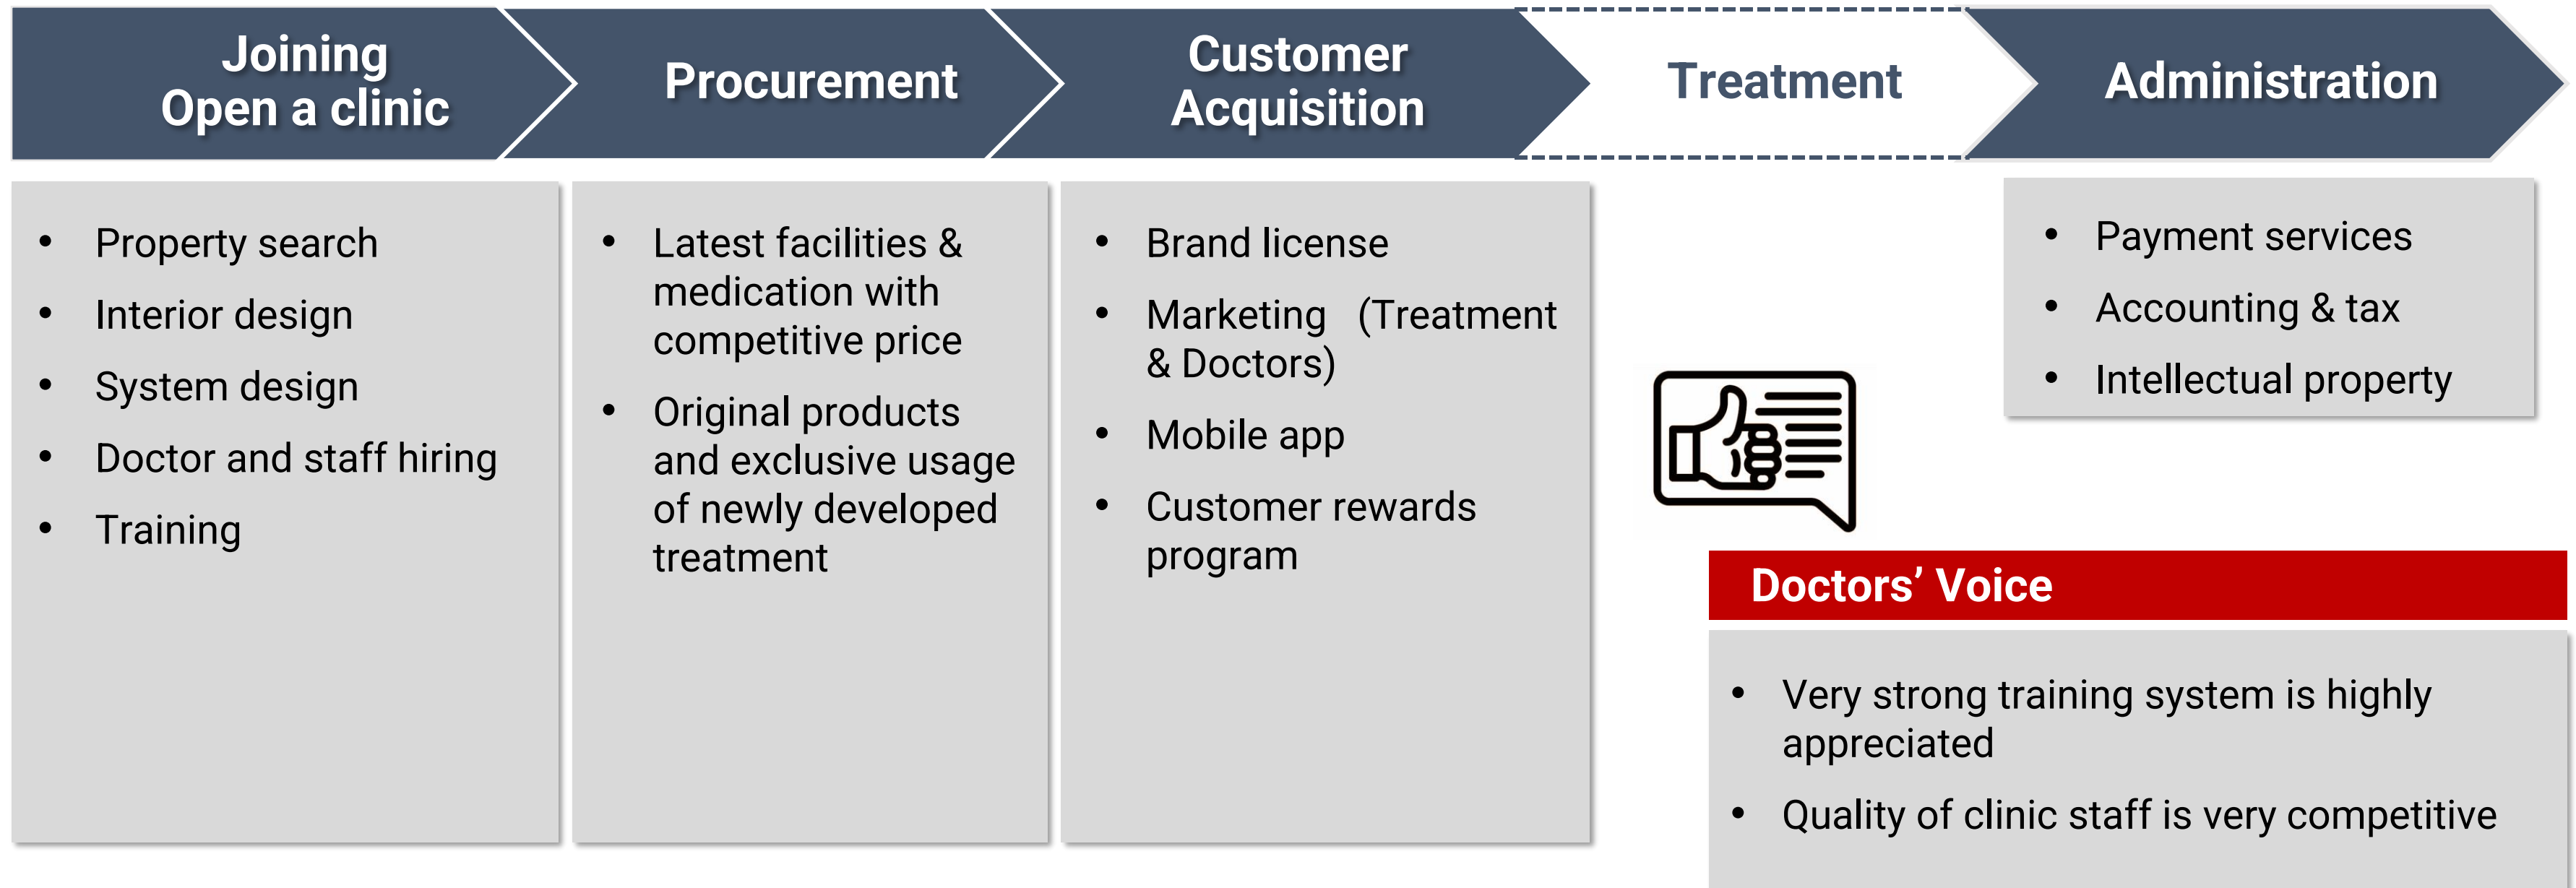 Joining
Open a clinic
Procurement
Customer
Acquisition
Treatment
Administration
• Property search
• Interior design
• System design
• Doctor and staff hiring
• Training
• Latest facilities &
medication with
competitive price
• Original products
and exclusive usage
of newly developed
treatment
• Brand license
• Marketing (Treatment
& Doctors)
• Mobile app
• Customer rewards
program
• Payment services
• Accounting & tax
• Intellectual property
Doctors’ Voice
• Very strong training system is highly
appreciated
• Quality of clinic staff is very competitive